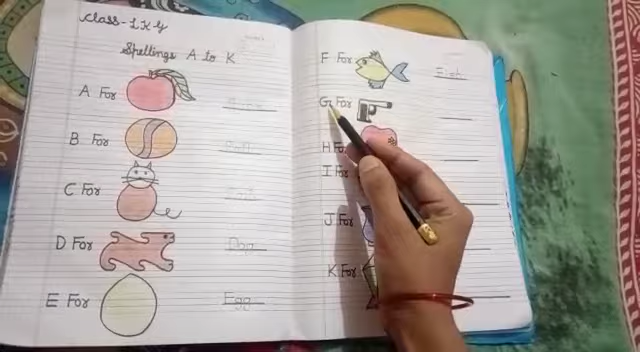 Class-LKG
Spellings A to K
A For
B For Ball
C For Cat
D For Dog
E For Egg
F For Fish
G For
H For
I For
J For
K For